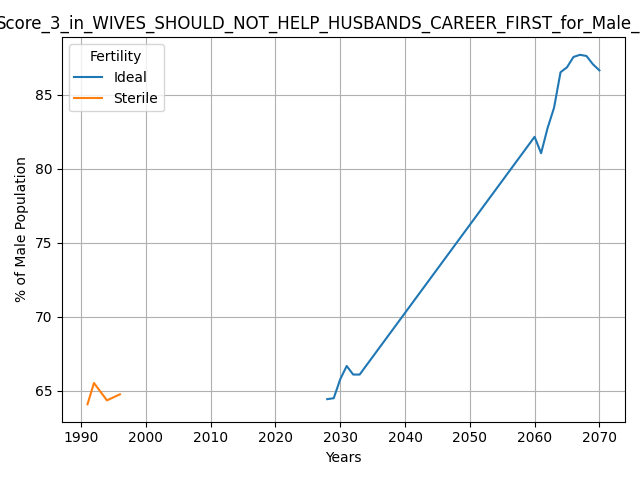 Score_3_in_WIVES_SHOULD_NOT_HELP_HUSBANDS_CAREER_FIRST_for_Male_
Fertility
Ideal
Sterile
85
80
75
70
65
% of Male Population
1990 2000 2010 2020 2030 2040 2050 2060 2070
Years